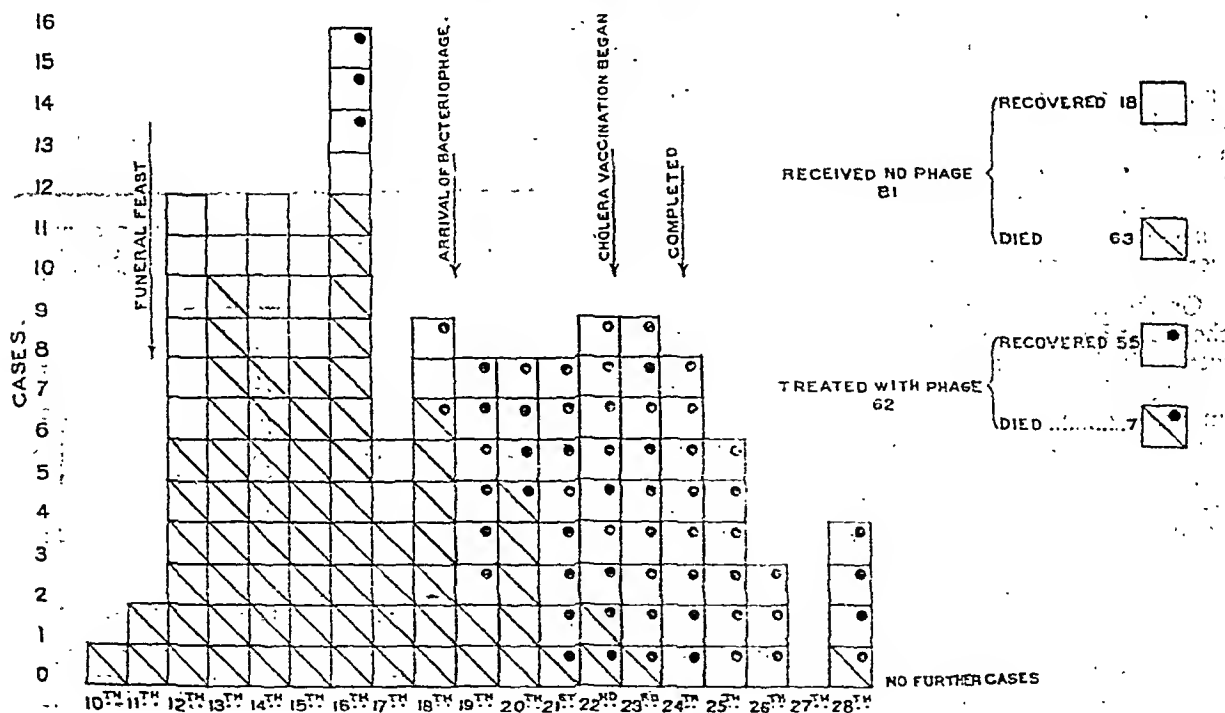 16
15
14
13
12
11
10
9
8
7
6
5
4
3
2
1
0
CASES.
FUNERAL FEAST
ARRIVAL OF BACTERIOPHAGE.
CHOLERA VACCINATION BEGAN
COMPLETED
RECEIVED NO PHAGE
81
RECOVERED 18
DIED 63
TREATED WITH PHAGE
62
RECOVERED 55
DIED ............ 7
NO FURTHER CASES
10TH 11TH 12TH 13TH 14TH 15TH 16TH 17TH 18TH 19TH 20TH 21ST 22ND 23RD 24TH 25TH 26TH 27TH 28TH